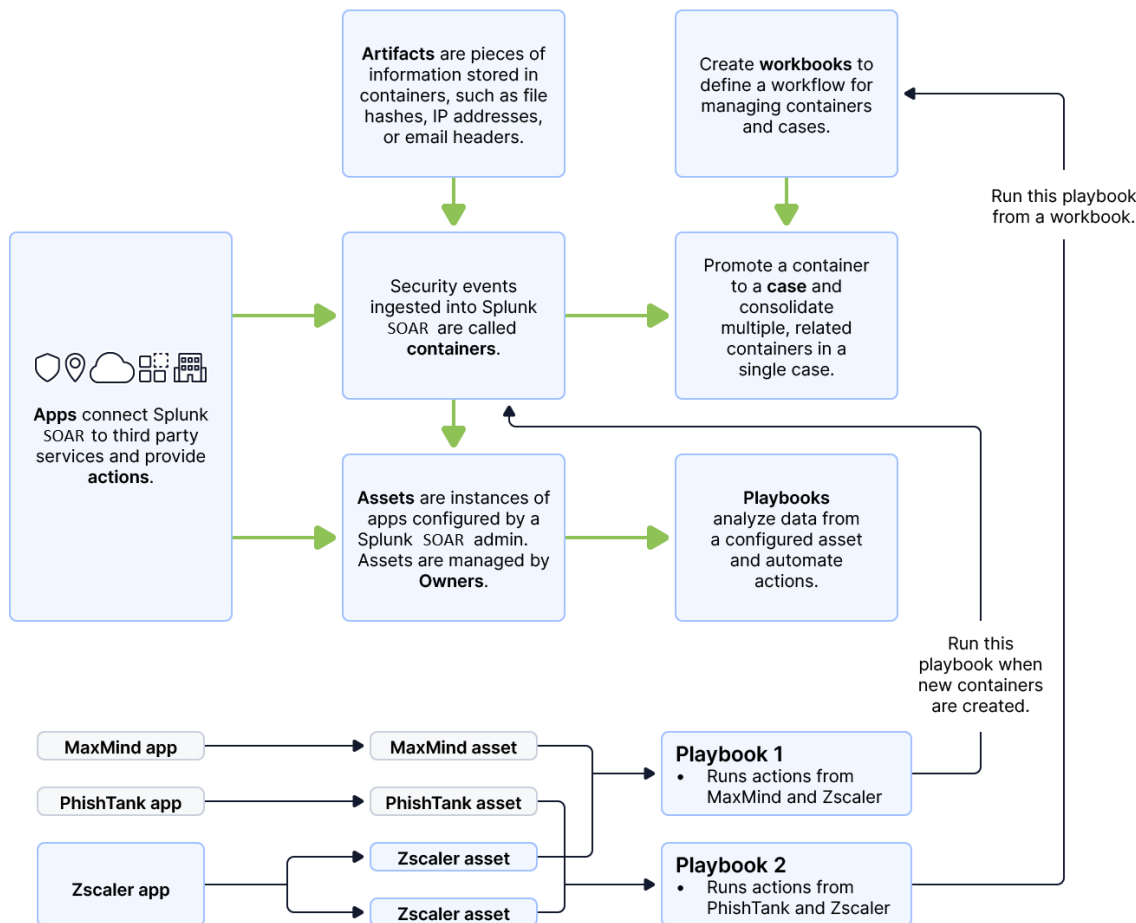 Artifacts are pieces of
information stored in
containers, such as file
hashes, IP addresses,
or email headers.
Create workbooks to
define a workflow for
managing containers
and cases.
Run this playbook
from a workbook.
Apps connect Splunk
SOAR to third party
services and provide
actions.
Security events
ingested into Splunk
SOAR are called
containers.
Promote a container
to a case and
consolidate
multiple, related
containers in a
single case.
Assets are instances of
apps configured by a
Splunk SOAR admin.
Assets are managed by
Owners.
Playbooks
analyze data from
a configured asset
and automate
actions.
Run this
playbook when
new containers
are created.
MaxMind app
MaxMind asset
Playbook 1
• Runs actions from
MaxMind and Zscaler
PhishTank app
PhishTank asset
Zscaler app
Zscaler asset
Zscaler asset
Playbook 2
• Runs actions from
PhishTank and Zscaler